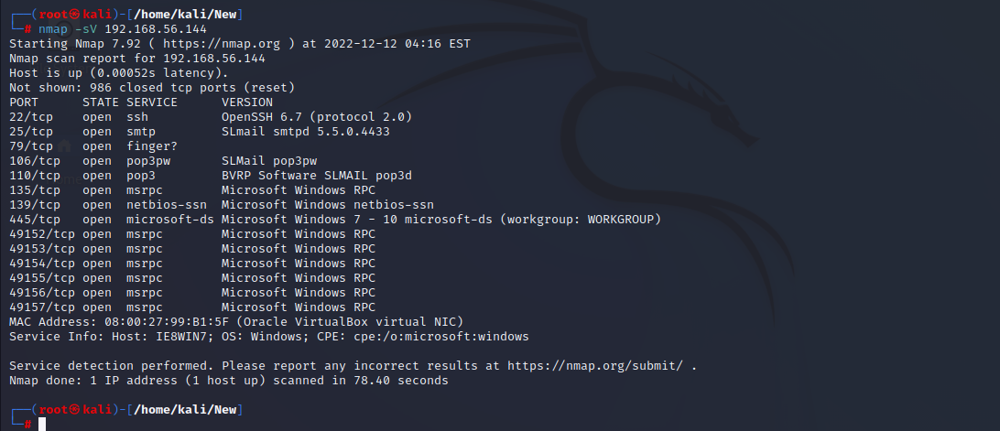 ┌──(root㉿kali)-[/home/kali/New]
└─# nmap -sV 192.168.56.144
Starting Nmap 7.92 ( https://nmap.org ) at 2022-12-12 04:16 EST
Nmap scan report for 192.168.56.144
Host is up (0.00052s latency).
Not shown: 986 closed tcp ports (reset)
PORT      STATE SERVICE      VERSION
22/tcp    open  ssh          OpenSSH 6.7 (protocol 2.0)
25/tcp    open  smtp         SLmail smtpd 5.5.0.4433
79/tcp    open  finger?
106/tcp   open  pop3pw       SLMail pop3pw
110/tcp   open  pop3         BVRP Software SLMAIL pop3d
135/tcp   open  msrpc        Microsoft Windows RPC
139/tcp   open  netbios-ssn  Microsoft Windows netbios-ssn
445/tcp   open  microsoft-ds Microsoft Windows 7 - 10 microsoft-ds (workgroup: WORKGROUP)
49152/tcp open  msrpc        Microsoft Windows RPC
49153/tcp open  msrpc        Microsoft Windows RPC
49154/tcp open  msrpc        Microsoft Windows RPC
49155/tcp open  msrpc        Microsoft Windows RPC
49156/tcp open  msrpc        Microsoft Windows RPC
49157/tcp open  msrpc        Microsoft Windows RPC
MAC Address: 08:00:27:99:B1:5F (Oracle VirtualBox virtual NIC)
Service Info: Host: IE8WIN7; OS: Windows; CPE: cpe:/o:microsoft:windows

Service detection performed. Please report any incorrect results at https://nmap.org/submit/ .
Nmap done: 1 IP address (1 host up) scanned in 78.40 seconds

┌──(root㉿kali)-[/home/kali/New]
└─#